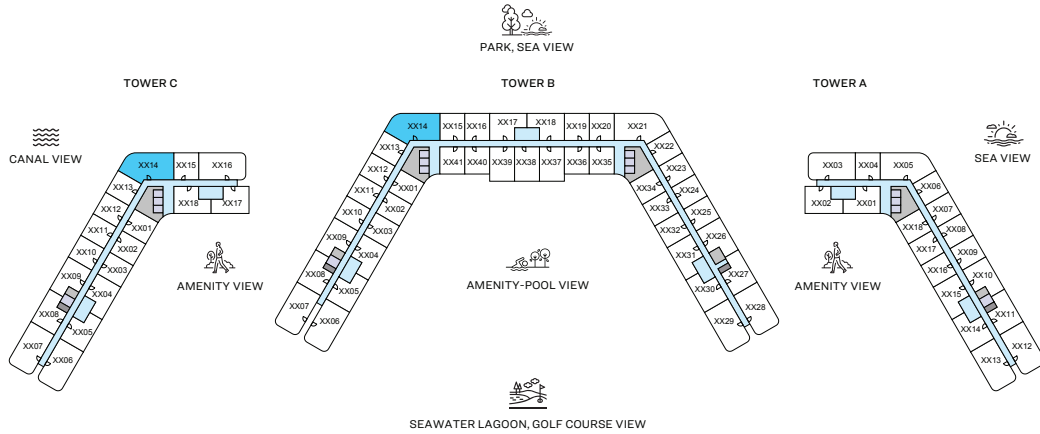 PARK, SEA VIEW
TOWER C
TOWER B
TOWER A
CANAL VIEW
SEA VIEW
XX14
XX15
XX16
XX13
XX12
XX11
XX10
XX09
XX08
XX07
XX06
XX05
XX04
XX03
XX02
XX01
XX18
XX17
XX14
XX15
XX16
XX17
XX18
XX19
XX20
XX21
XX13
XX12
XX11
XX10
XX09
XX08
XX07
XX06
XX05
XX04
XX03
XX02
XX01
XX41
XX40
XX39
XX38
XX37
XX36
XX35
XX22
XX23
XX24
XX25
XX26
XX27
XX28
XX29
XX30
XX31
XX32
XX33
XX34
XX03
XX04
XX05
XX02
XX01
XX06
XX07
XX08
XX09
XX10
XX11
XX12
XX13
XX14
XX15
XX16
XX17
XX18
AMENITY VIEW
AMENITY-POOL VIEW
AMENITY VIEW
SEAWATER LAGOON, GOLF COURSE VIEW